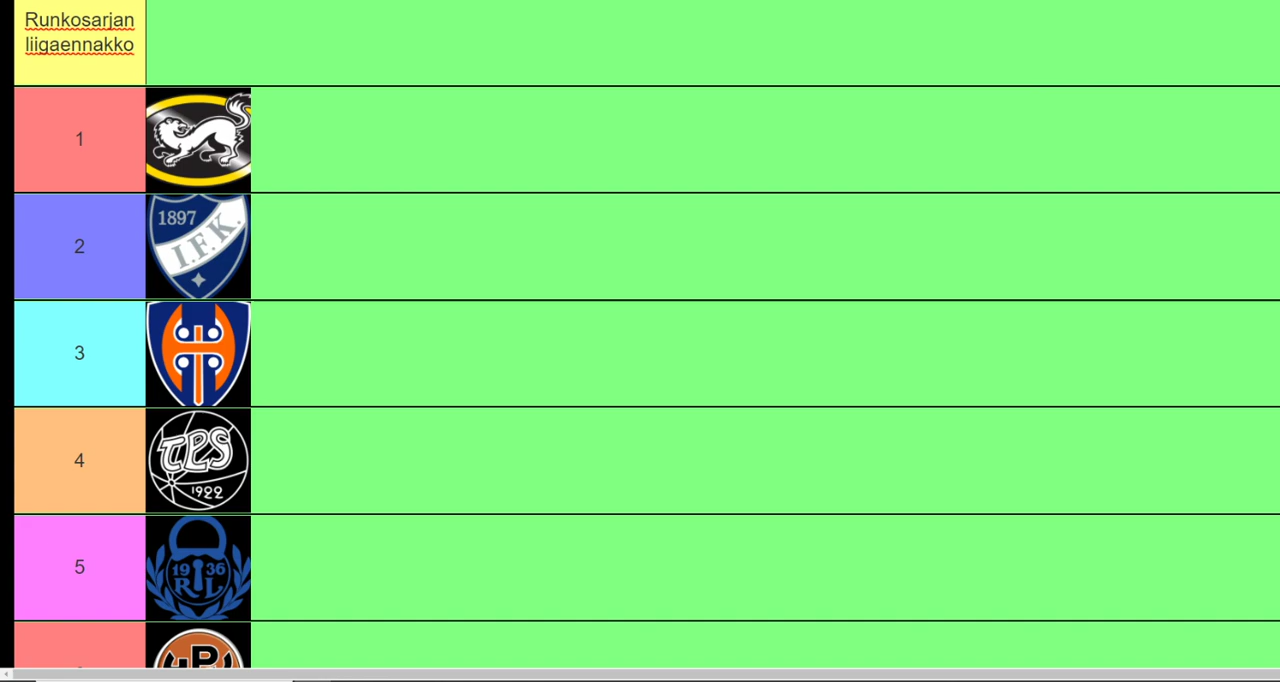 Runkosarjan
liigaennakko
1
2
1897
I.F.K.
3
4
TPS
1922
5
19 36
R L